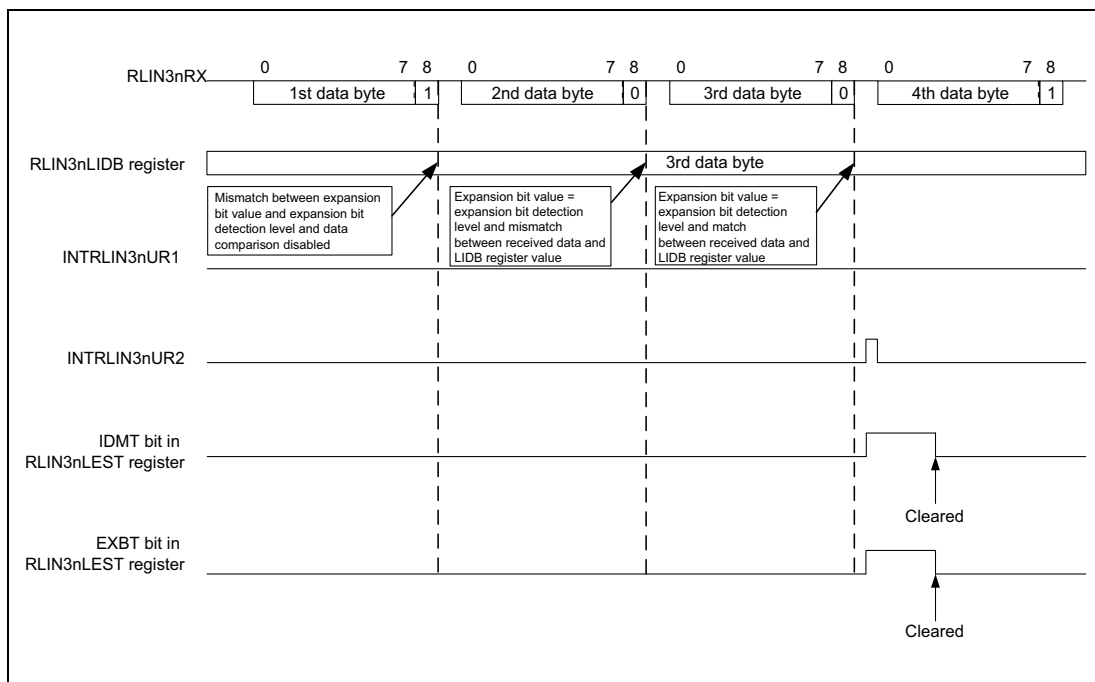 0 7 8 0 7 8 0 7 8 0 7 8
RLIN3nRX
1st data byte 1 2nd data byte 0 3rd data byte 0 4th data byte 1
RLIN3nLIDB register
3rd data byte
Mismatch between expansion
bit value and expansion bit
detection level and data
comparison disabled
Expansion bit value =
expansion bit detection
level and mismatch
between received data and
LIDB register value
Expansion bit value =
expansion bit detection
level and match
between received data and
LIDB register value
INTRLIN3nUR1
INTRLIN3nUR2
IDMT bit in
RLIN3nLEST register
Cleared
EXBT bit in
RLIN3nLEST register
Cleared